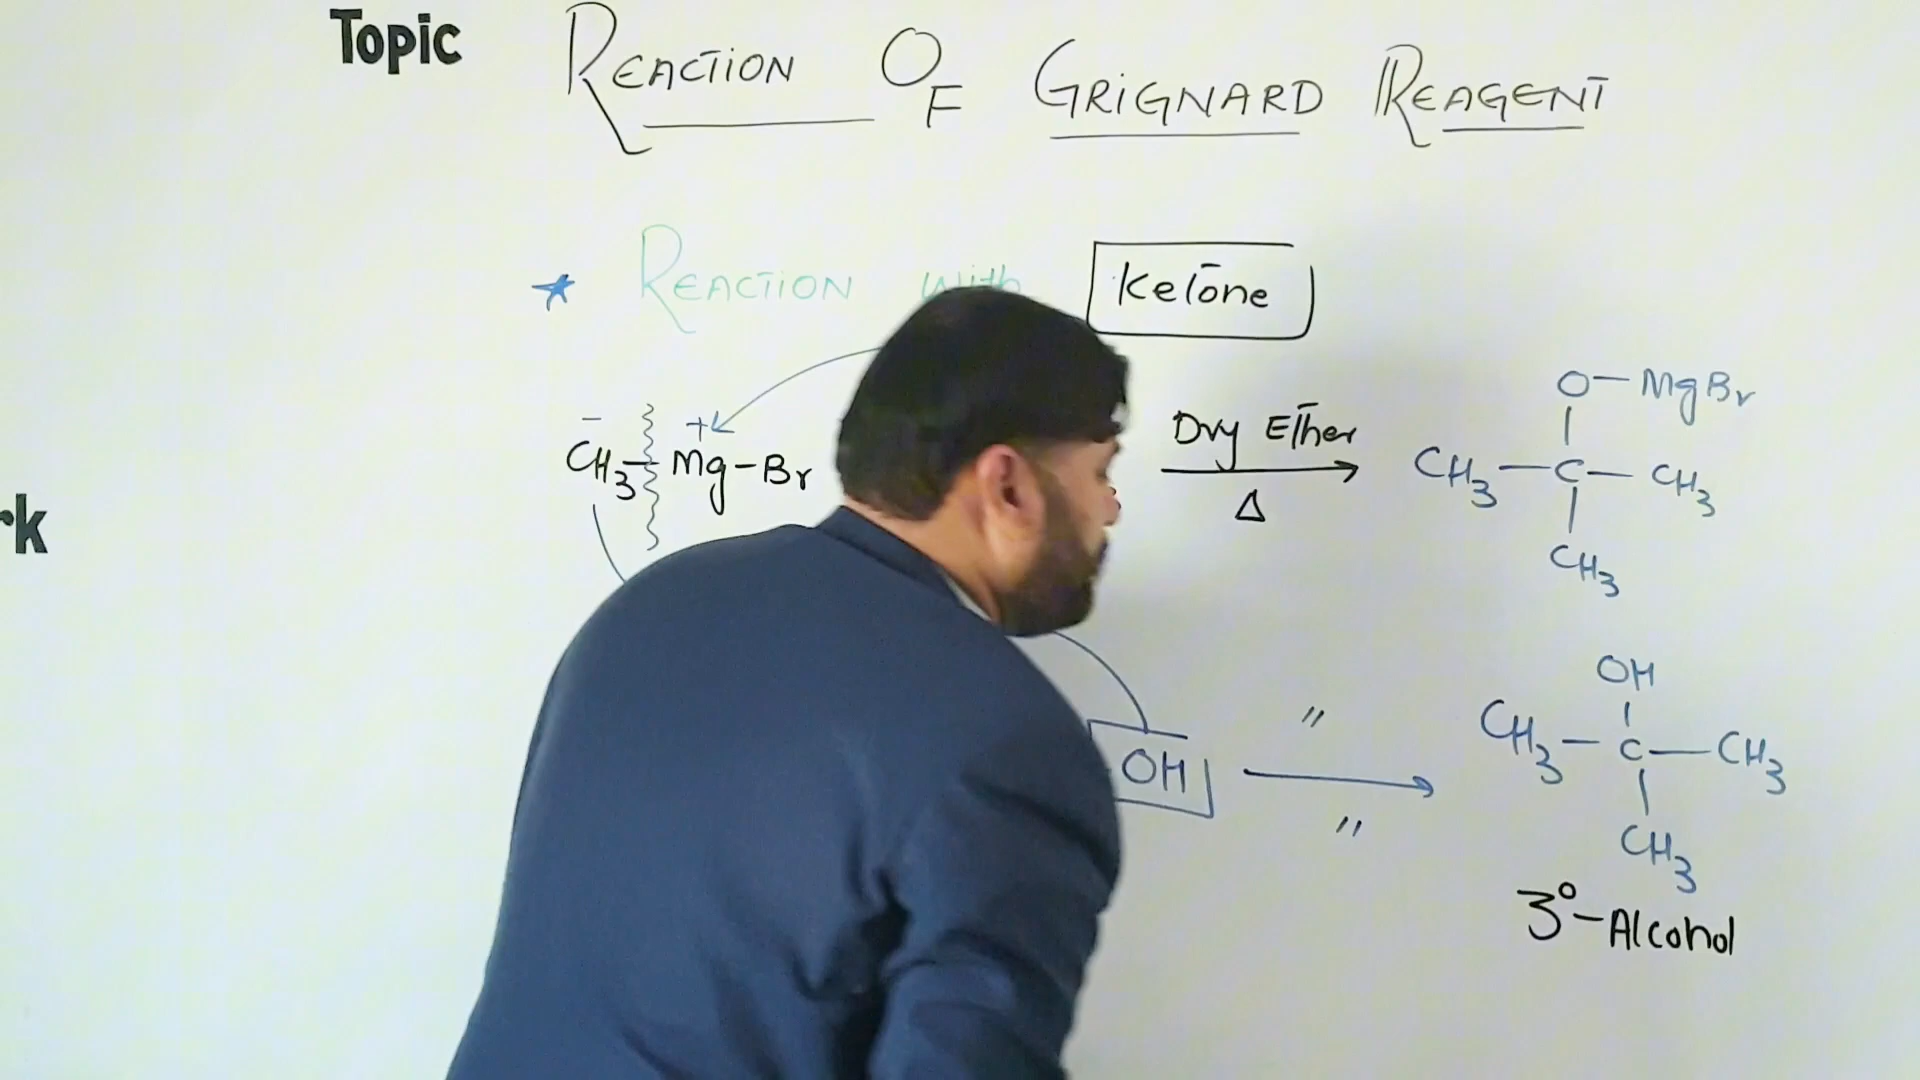 Topic REACTION OF GRIGNARD REAGENT
* REACTION with Ketone
O-MgBr
- +
CH3-Mg-Br Dry Ether CH3-C-CH3
Δ
rk
CH3
OH
CH3-C-CH3
OH " "
CH3
3°-Alcohol